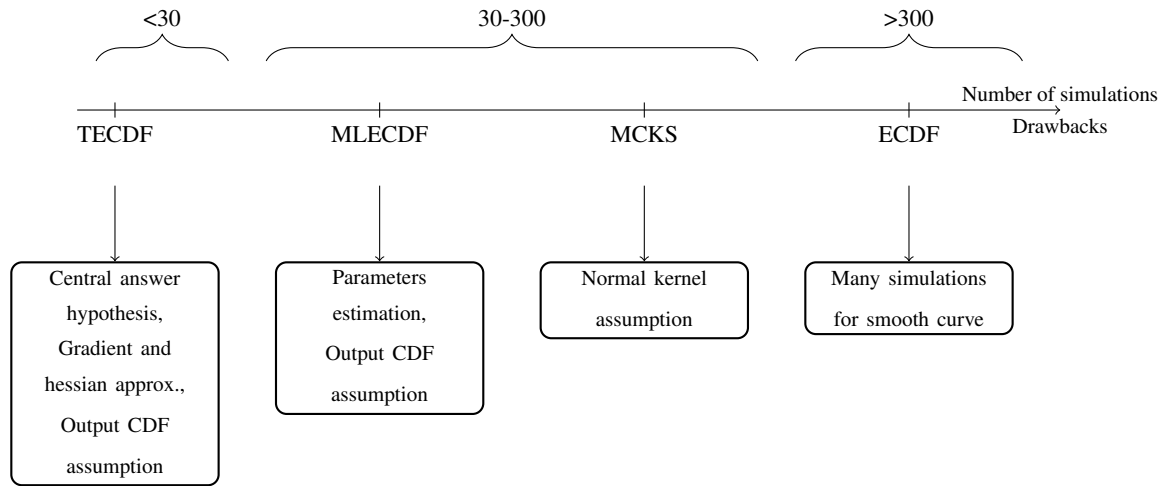 <30
30-300
>300
Number of simulations
Drawbacks
TECDF
MLECDF
MCKS
ECDF
Central answer
hypothesis,
Gradient and
hessian approx.,
Output CDF
assumption
Parameters
estimation,
Output CDF
assumption
Normal kernel
assumption
Many simulations
for smooth curve